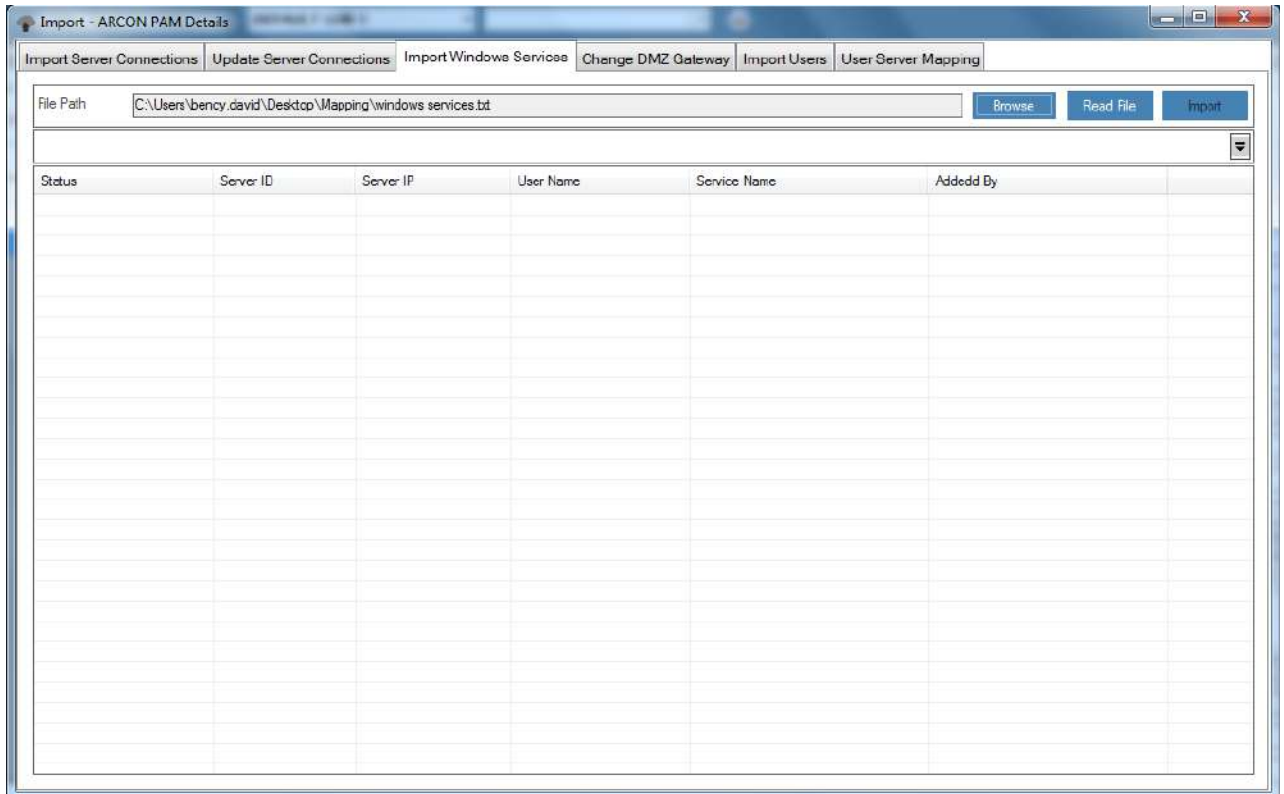 Import - ARCON PAM Details
Import Server Connections Update Server Connections Import Windows Services Change DMZ Gateway Import Users User Server Mapping
File Path C:\Users\bency.david\Desktop\Mapping\windows services.txt Browse Read File Import
Status Server ID Server IP User Name Service Name Addedd By